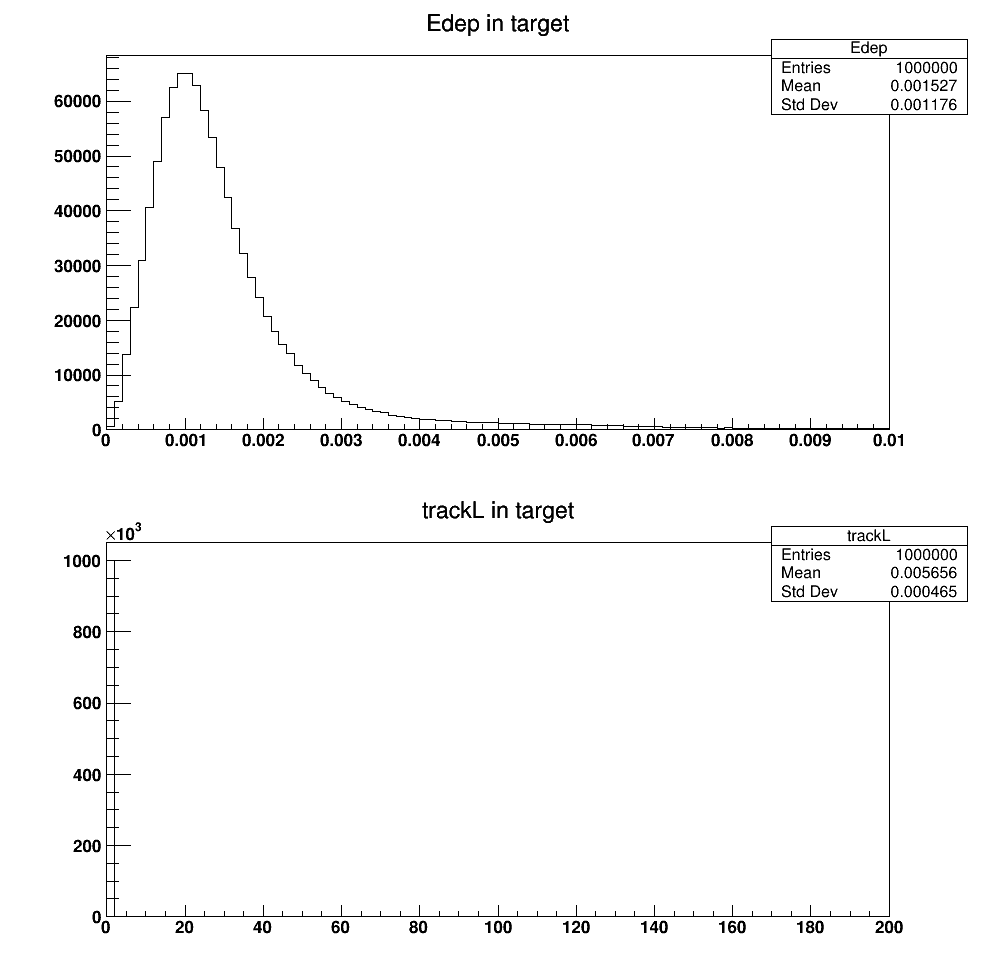 Edep in target
Edep
Entries 1000000
Mean 0.001527
Std Dev 0.001176
60000
50000
40000
30000
20000
10000
0
0 0.001 0.002 0.003 0.004 0.005 0.006 0.007 0.008 0.009 0.01
trackL in target
×10³
trackL
Entries 1000000
Mean 0.005656
Std Dev 0.000465
1000
800
600
400
200
0
0 20 40 60 80 100 120 140 160 180 200